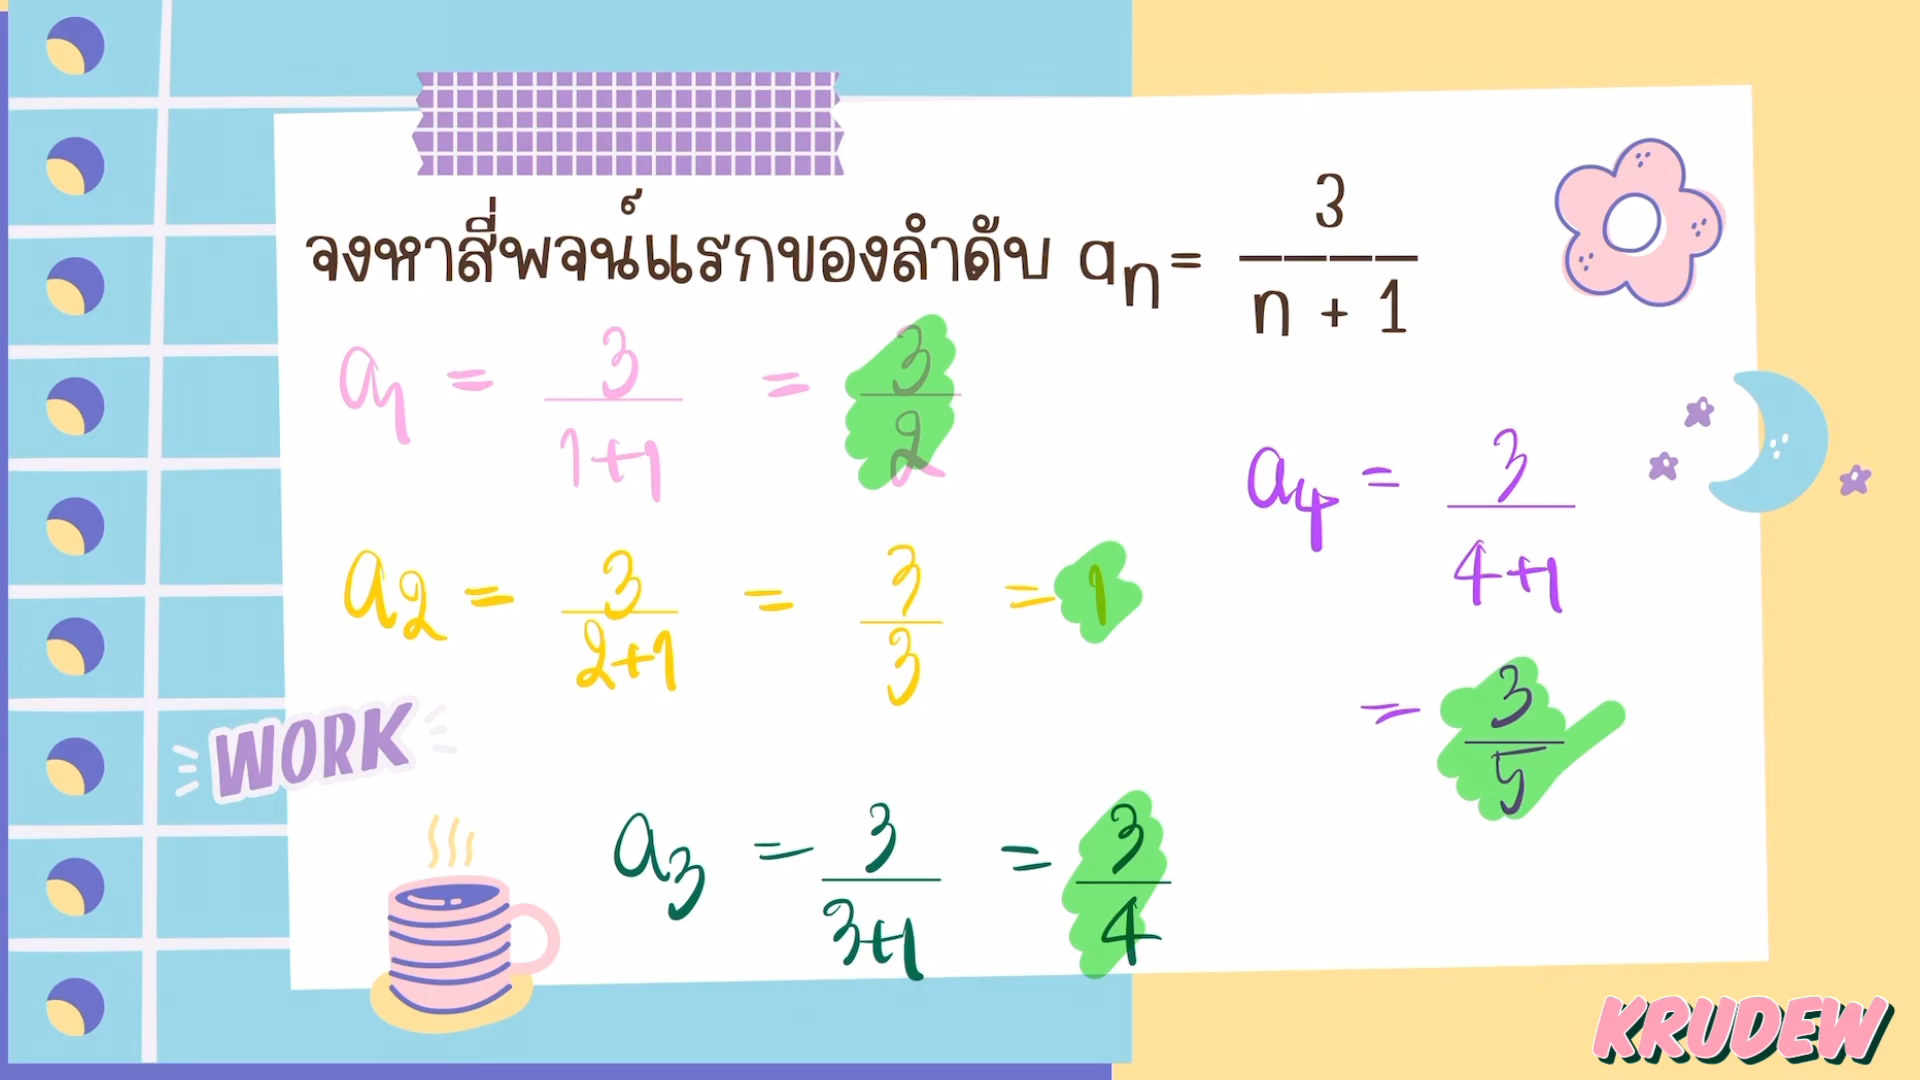 จงหาสี่พจน์แรกของลำดับ aₙ = 3/(n + 1)
a₁ = 3/(1+1) = 3/2
a₂ = 3/(2+1) = 3/3 = 1
a₃ = 3/(3+1) = 3/4
a₄ = 3/(4+1)
= 3/5
WORK
KRUDEW